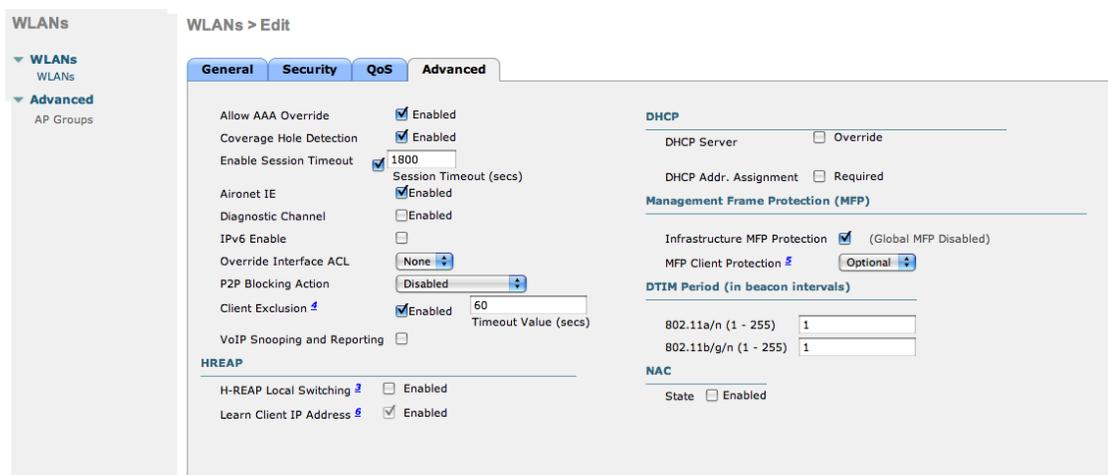 WLANs
WLANs > Edit
WLANs
WLANs
Advanced
AP Groups
General Security QoS Advanced
Allow AAA Override Enabled
Coverage Hole Detection Enabled
Enable Session Timeout 1800
Session Timeout (secs)
Aironet IE Enabled
Diagnostic Channel Enabled
IPv6 Enable
Override Interface ACL None
P2P Blocking Action Disabled
Client Exclusion 4 Enabled 60
Timeout Value (secs)
VoIP Snooping and Reporting
HREAP
H-REAP Local Switching 3 Enabled
Learn Client IP Address 6 Enabled
DHCP
DHCP Server Override
DHCP Addr. Assignment Required
Management Frame Protection (MFP)
Infrastructure MFP Protection (Global MFP Disabled)
MFP Client Protection 5 Optional
DTIM Period (in beacon intervals)
802.11a/n (1 - 255) 1
802.11b/g/n (1 - 255) 1
NAC
State Enabled